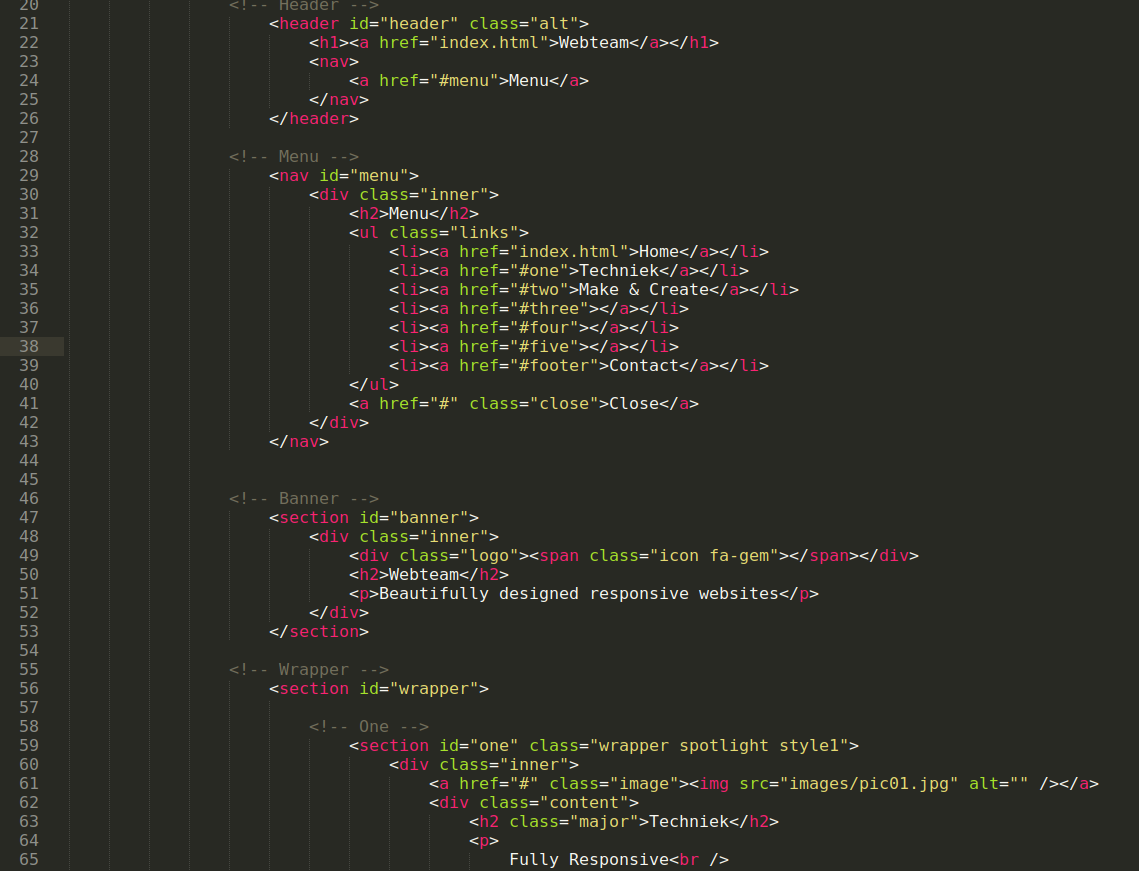 20 <!-- Header -->
21 <header id="header" class="alt">
22 <h1><a href="index.html">Webteam</a></h1>
23 <nav>
24 <a href="#menu">Menu</a>
25 </nav>
26 </header>
27
28 <!-- Menu -->
29 <nav id="menu">
30 <div class="inner">
31 <h2>Menu</h2>
32 <ul class="links">
33 <li><a href="index.html">Home</a></li>
34 <li><a href="#one">Techniek</a></li>
35 <li><a href="#two">Make & Create</a></li>
36 <li><a href="#three"></a></li>
37 <li><a href="#four"></a></li>
38 <li><a href="#five"></a></li>
39 <li><a href="#footer">Contact</a></li>
40 </ul>
41 <a href="#" class="close">Close</a>
42 </div>
43 </nav>
44
45
46 <!-- Banner -->
47 <section id="banner">
48 <div class="inner">
49 <div class="logo"><span class="icon fa-gem"></span></div>
50 <h2>Webteam</h2>
51 <p>Beautifully designed responsive websites</p>
52 </div>
53 </section>
54
55 <!-- Wrapper -->
56 <section id="wrapper">
57
58 <!-- One -->
59 <section id="one" class="wrapper spotlight style1">
60 <div class="inner">
61 <a href="#" class="image"><img src="images/pic01.jpg" alt="" /></a>
62 <div class="content">
63 <h2 class="major">Techniek</h2>
64 <p>
65 Fully Responsive<br />